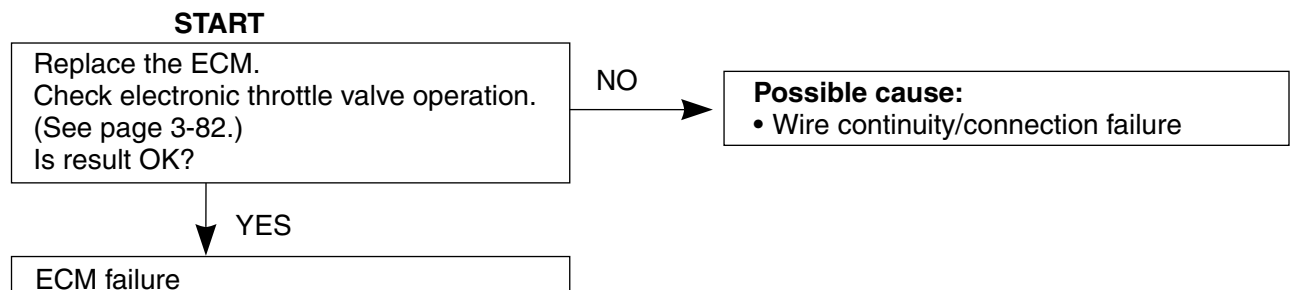 START
Replace the ECM.
Check electronic throttle valve operation.
(See page 3-82.)
Is result OK?
NO
Possible cause:
• Wire continuity/connection failure
YES
ECM failure